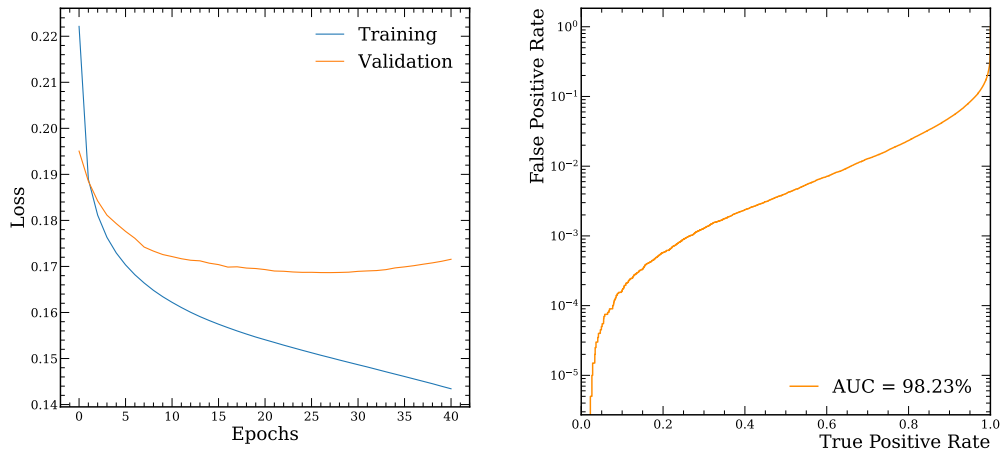 Loss
0.22
0.21
0.20
0.19
0.18
0.17
0.16
0.15
0.14
Training
Validation
0 5 10 15 20 25 30 35 40
Epochs
False Positive Rate
10⁰
10⁻¹
10⁻²
10⁻³
10⁻⁴
10⁻⁵
AUC = 98.23%
0.0 0.2 0.4 0.6 0.8 1.0
True Positive Rate